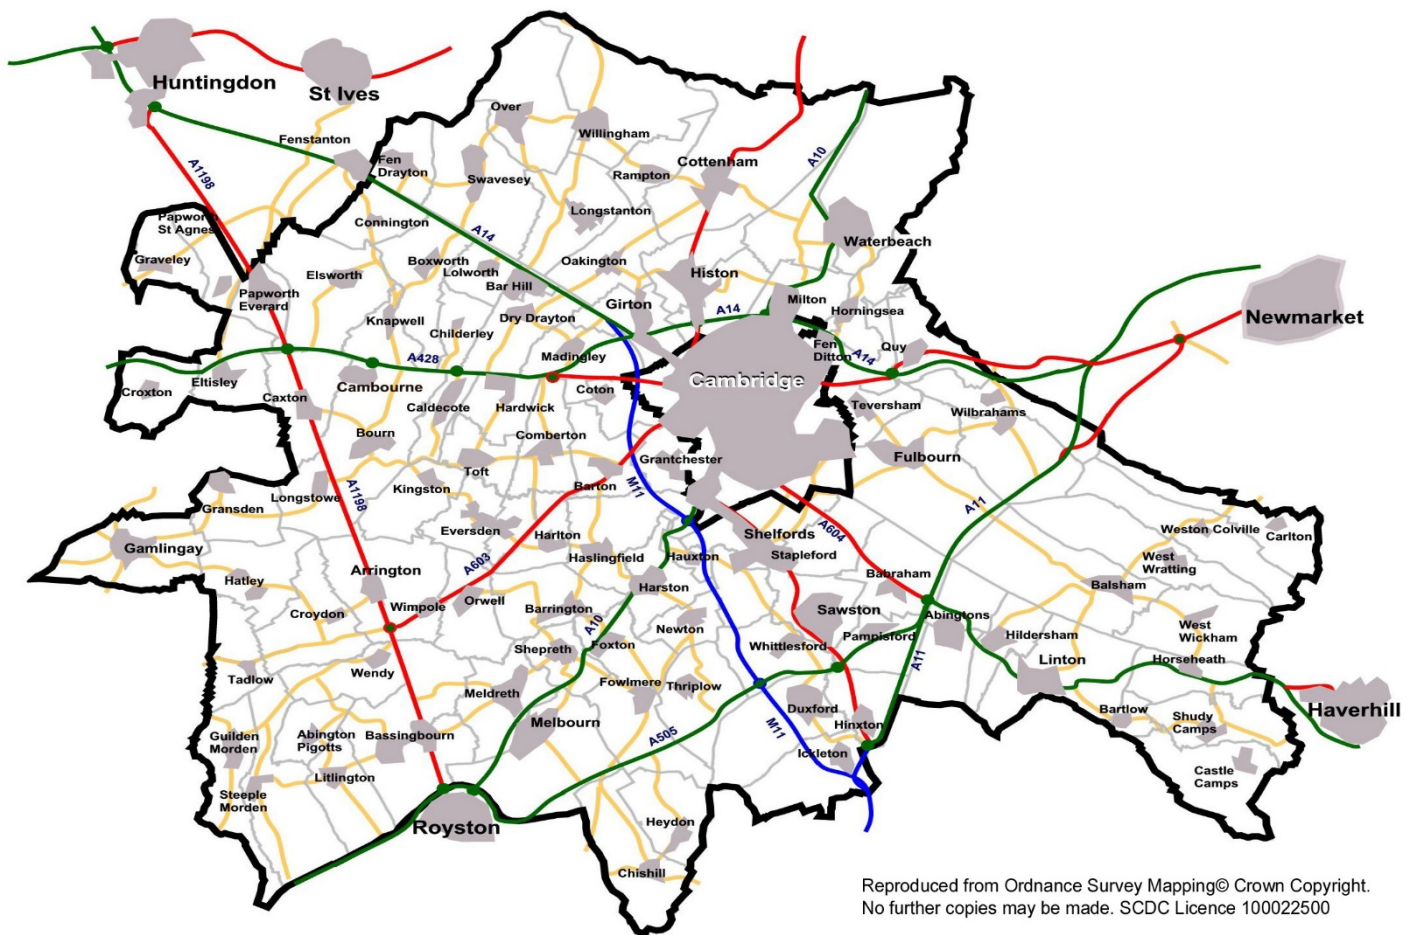 Huntingdon
St Ives
Over
Willingham
Fenstanton
Fen
Drayton
Swavesey
Rampton
Cottenham
A10
A1198
Papworth
St Agnes
Connington
Longstanton
Waterbeach
A14
Graveley
Elsworth
Boxworth
Lolworth
Bar Hill
Oakington
Histon
Papworth
Everard
Girton
A14
Milton
Horningsea
Newmarket
Knapwell
Childerley
Dry Drayton
Madingley
Fen
Ditton
A14
Quy
A428
Cambridge
Croxton
Eltisley
Caxton
Cambourne
Caldecote
Hardwick
Coton
Teversham
Wilbrahams
Bourn
Comberton
Grantchester
Fulbourn
Toft
Kingston
Barton
M11
Longstowe
A1198
Gransden
A11
Gamlingay
Eversden
Harlton
A603
Haslingfield
Hauxton
Shelfords
A604
Stapleford
Weston Colville
Carlton
West
Wratting
Hatley
Arrington
Harston
Babraham
Balsham
Croydon
Wimpole
Orwell
Barrington
A10
Newton
Sawston
Abingtons
Pampisford
Hildersham
West
Wickham
Shepreth
Foxton
Whittlesford
A11
Linton
Horseheath
Tadlow
Wendy
Meldreth
Fowlmere
Thriplow
Duxford
Hinxton
Bartlow
Shudy
Camps
Haverhill
Guilden
Morden
Abington
Pigotts
Bassingbourn
Melbourn
A505
M11
Ickleton
Litlington
Castle
Camps
Steeple
Morden
Royston
Heydon
Chishill
Reproduced from Ordnance Survey Mapping© Crown Copyright.
No further copies may be made. SCDC Licence 100022500